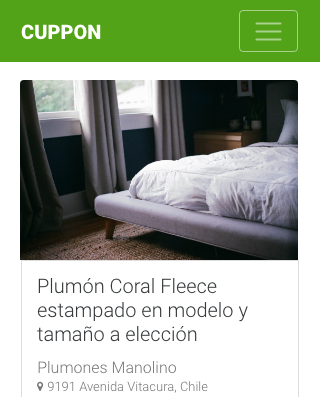 CUPPON
Plumón Coral Fleece
estampado en modelo y
tamaño a elección
Plumones Manolino
9191 Avenida Vitacura, Chile